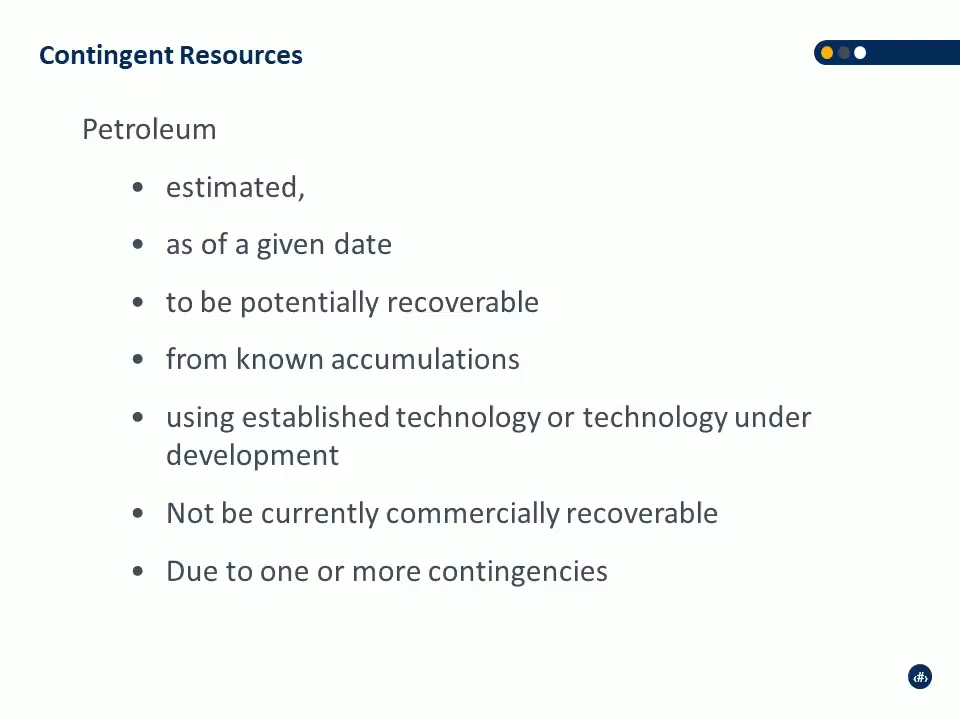 Contingent Resources
Petroleum
• estimated,
• as of a given date
• to be potentially recoverable
• from known accumulations
• using established technology or technology under
development
• Not be currently commercially recoverable
• Due to one or more contingencies
‹#›